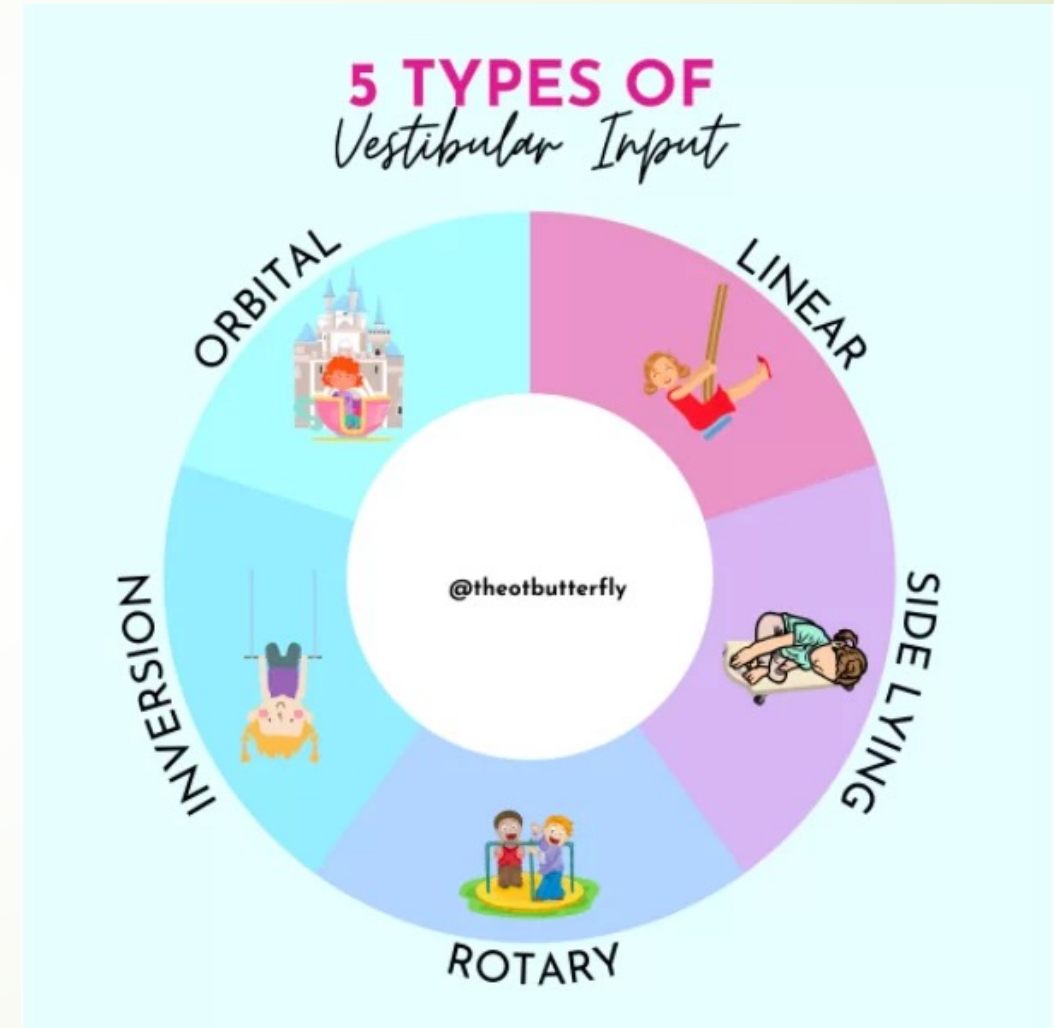 5 TYPES OF
Vestibular Input
ORBITAL
LINEAR
INVERSION
@theotbutterfly
SIDE LYING
ROTARY